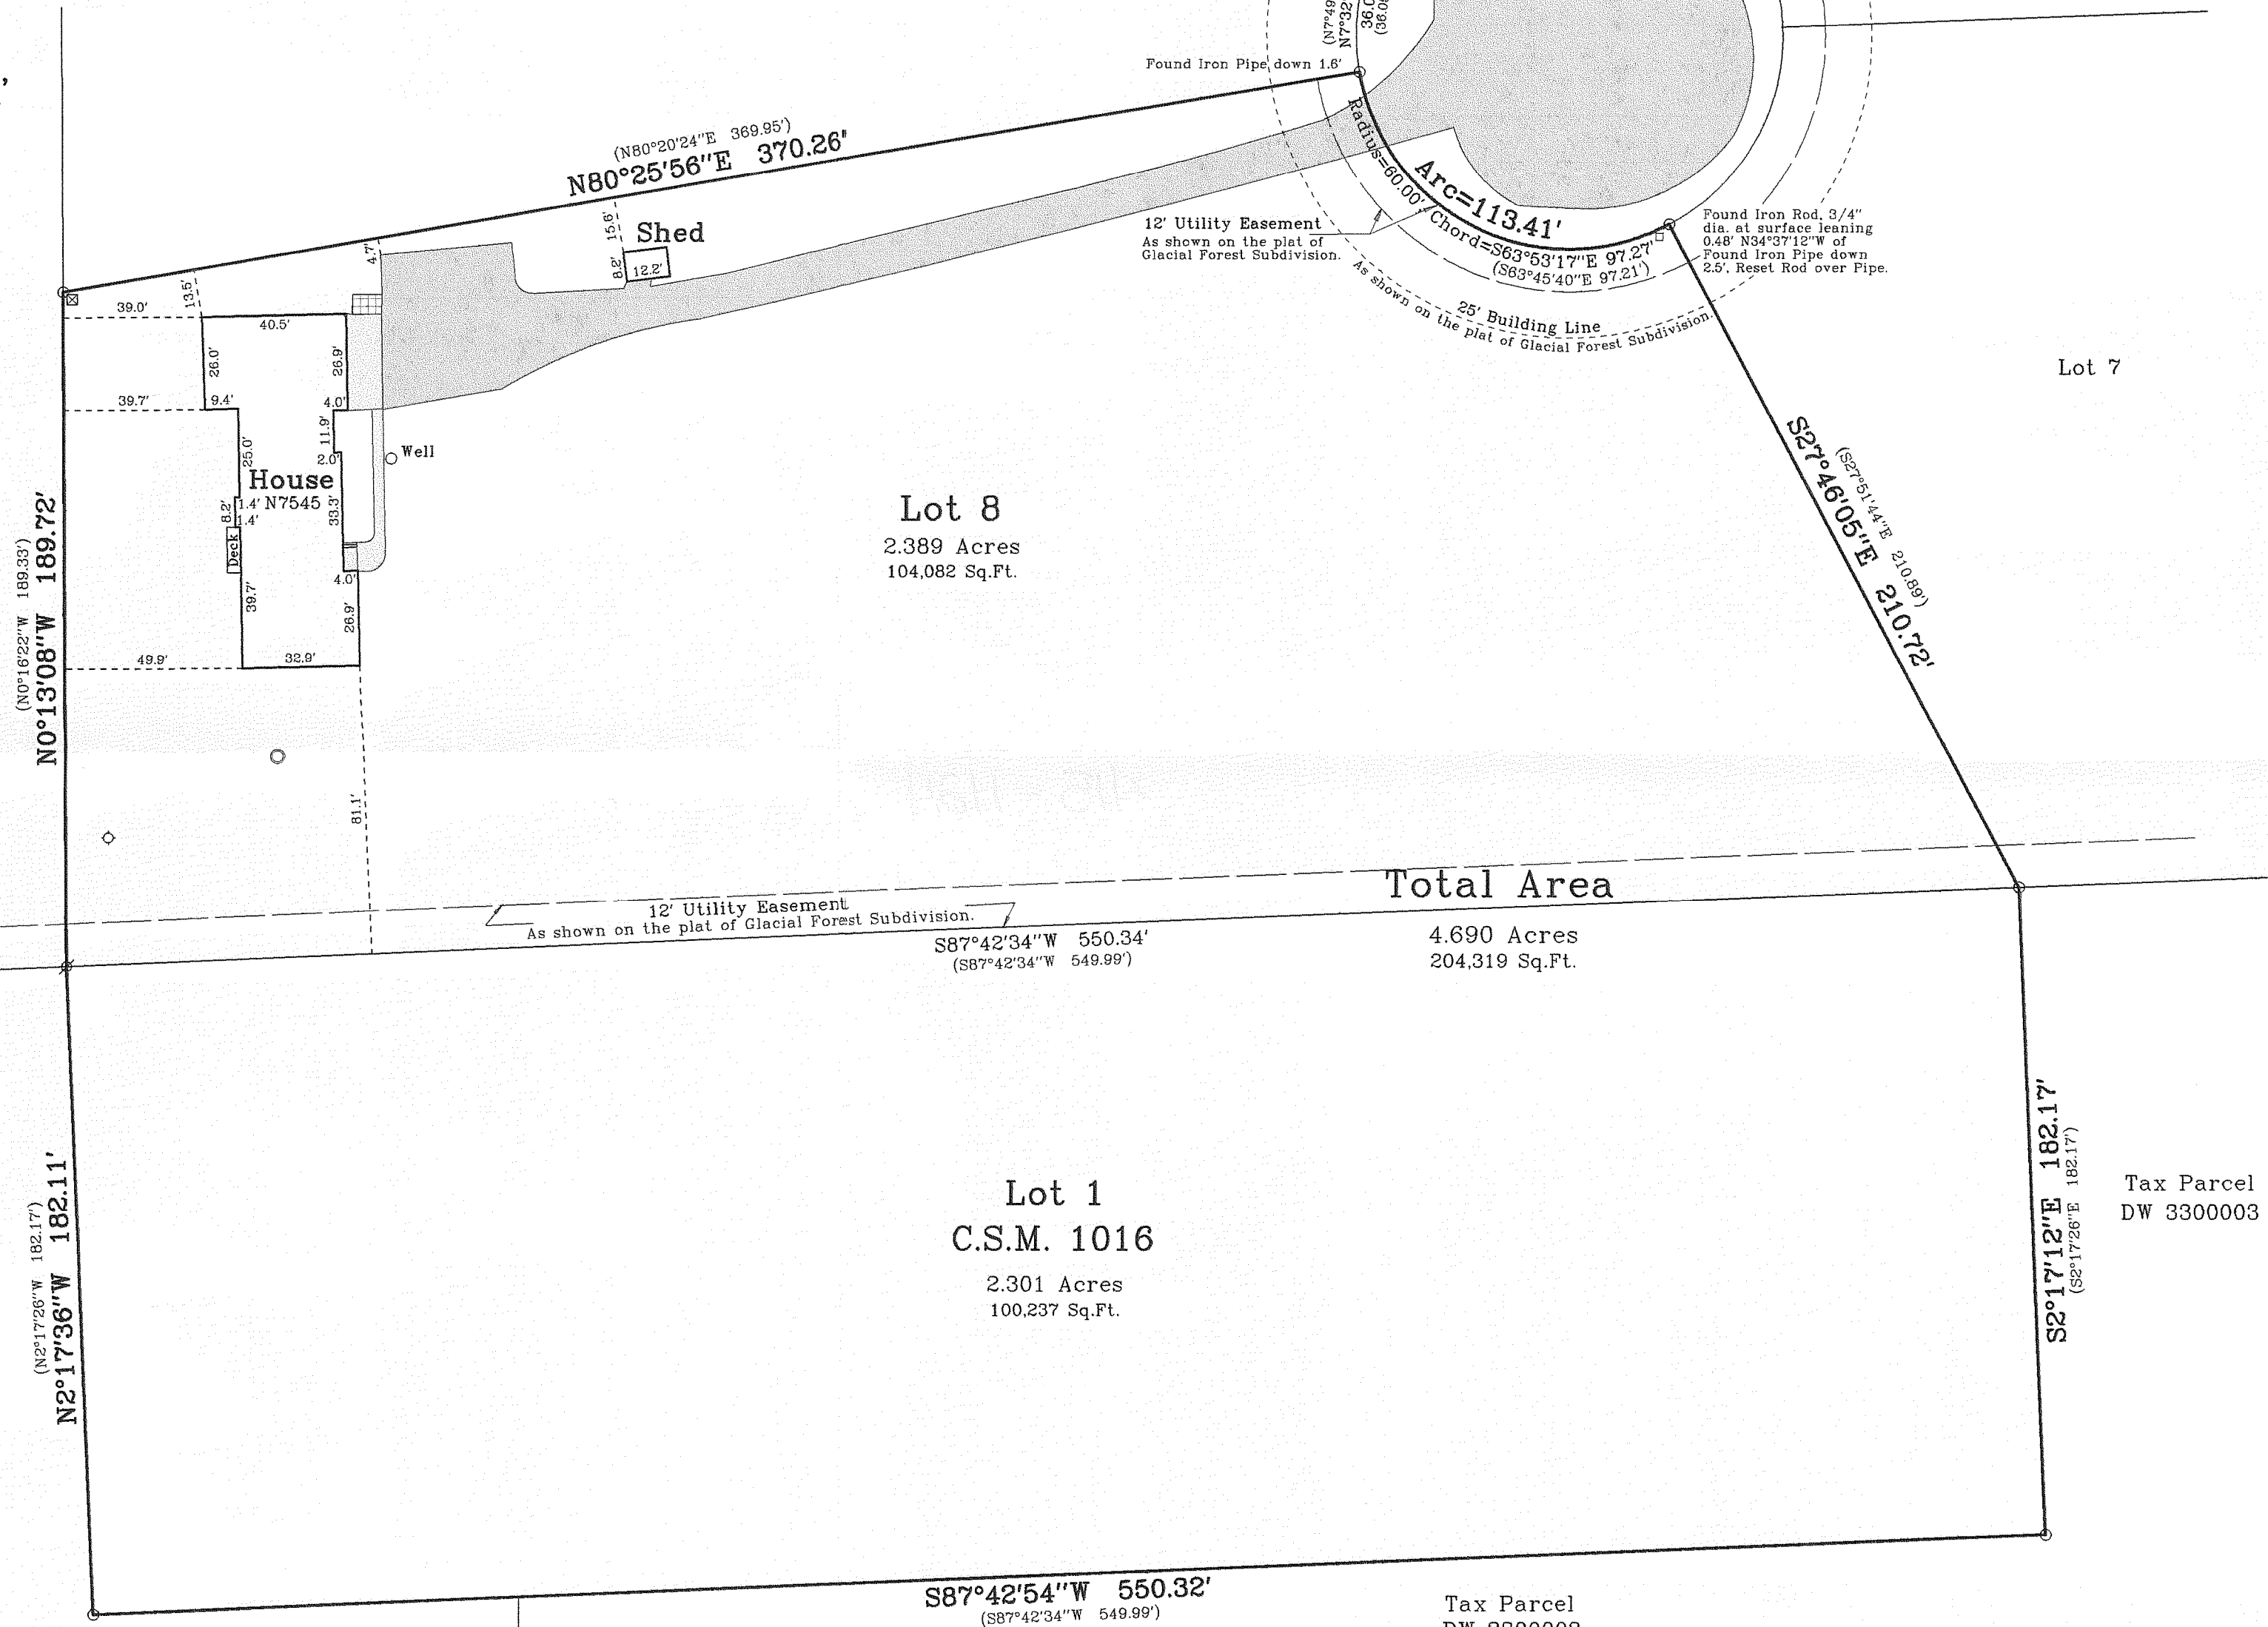 (N7°49
N7°32
36.0
(36.05
Found Iron Pipe down 1.6'
(N80°20'24"E 369.95')
N80°25'56"E 370.26'
Radius=60.00'
Arc=113.41'
Chord=S63°53'17"E 97.27'
(S63°45'40"E 97.21')
12' Utility Easement
As shown on the plat of
Glacial Forest Subdivision.
Found Iron Rod, 3/4"
dia. at surface leaning
0.48' N34°37'12"W of
Found Iron Pipe down
2.5'. Reset Rod over Pipe.
25' Building Line
As shown on the plat of Glacial Forest Subdivision.
Lot 7
15.6'
Shed
8.2'
12.2'
4.7'
13.5'
39.0'
40.5'
26.0'
26.9'
39.7'
9.4'
4.0'
11.9'
25.0'
2.0'
Well
House
N7545
1.4'
8.2'
1.4'
33.3'
Deck
4.0'
39.7'
26.9'
49.9'
32.9'
81.1'
Lot 8
2.389 Acres
104,082 Sq.Ft.
(S27°51'44"E 210.89')
S27°46'05"E 210.72'
(N0°16'22"W 189.33')
N0°13'08"W 189.72'
12' Utility Easement
As shown on the plat of Glacial Forest Subdivision.
Total Area
4.690 Acres
204,319 Sq.Ft.
S87°42'34"W 550.34'
(S87°42'34"W 549.99')
(N2°17'26"W 182.17')
N2°17'36"W 182.11'
Lot 1
C.S.M. 1016
2.301 Acres
100,237 Sq.Ft.
S2°17'12"E 182.17'
(S2°17'26"E 182.17')
Tax Parcel
DW 3300003
S87°42'54"W 550.32'
(S87°42'34"W 549.99')
Tax Parcel